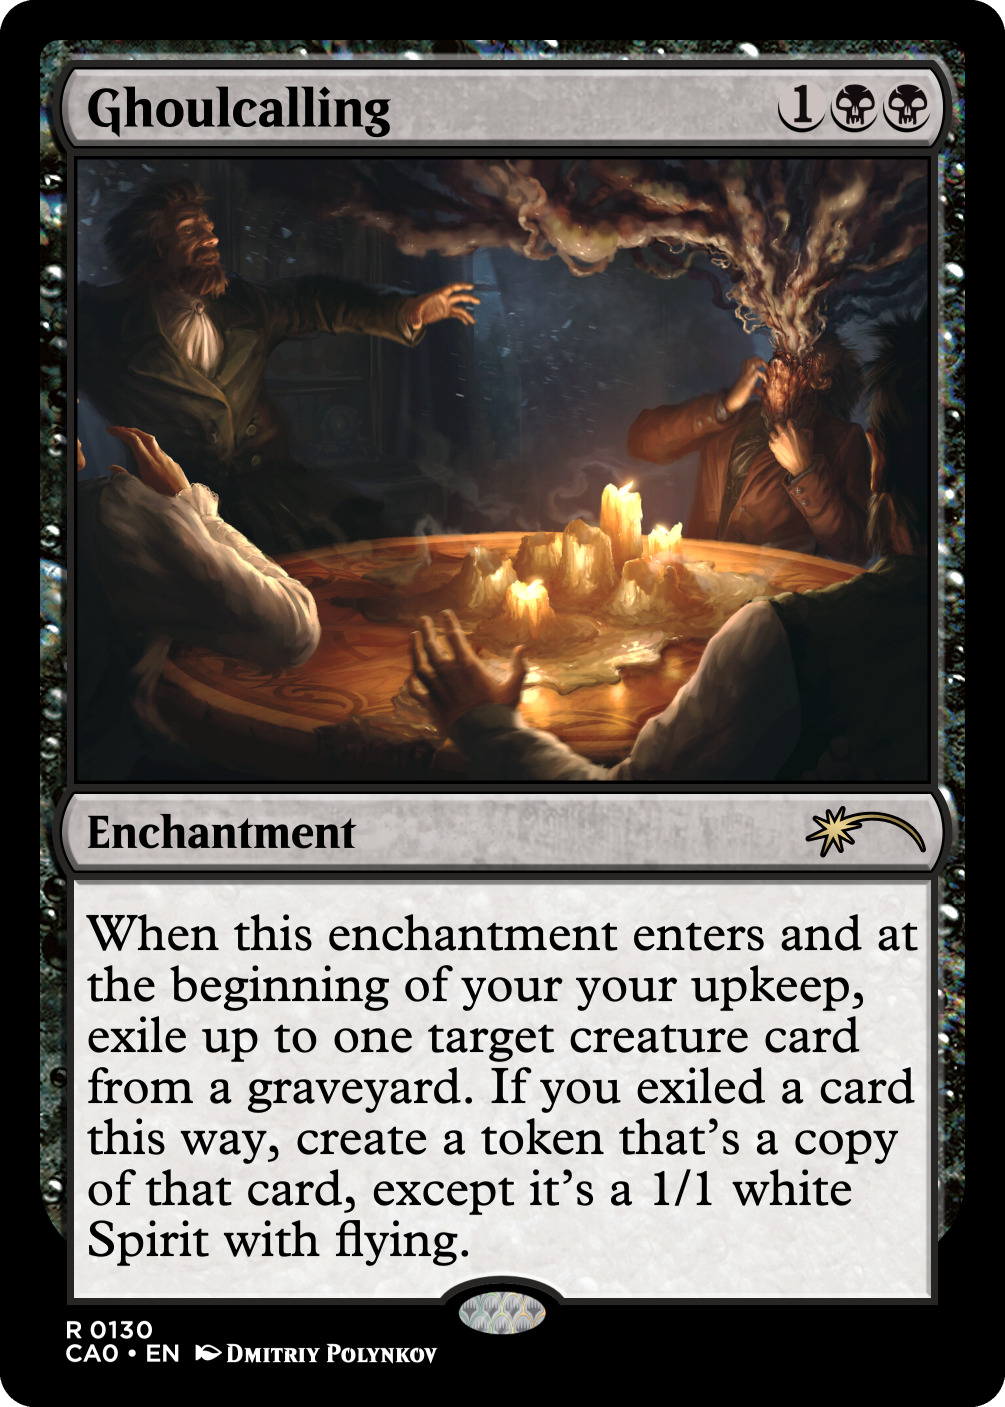 Ghoulcalling 1
Enchantment
When this enchantment enters and at
the beginning of your your upkeep,
exile up to one target creature card
from a graveyard. If you exiled a card
this way, create a token that's a copy
of that card, except it's a 1/1 white
Spirit with flying.
R 0130
CAO • EN Dmitriy Polynkov